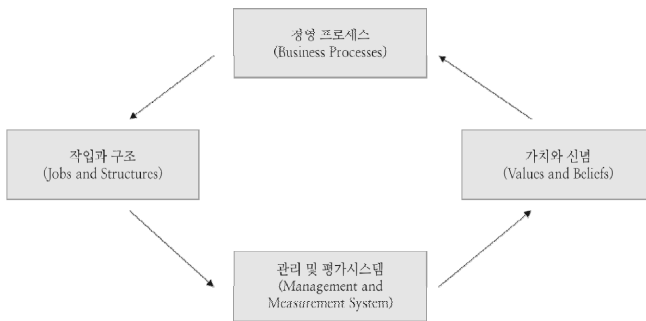 경영 프로세스
(Business Processes)
작업과 구조
(Jobs and Structures)
가치와 신념
(Values and Beliefs)
관리 및 평가시스템
(Management and
Measurement System)